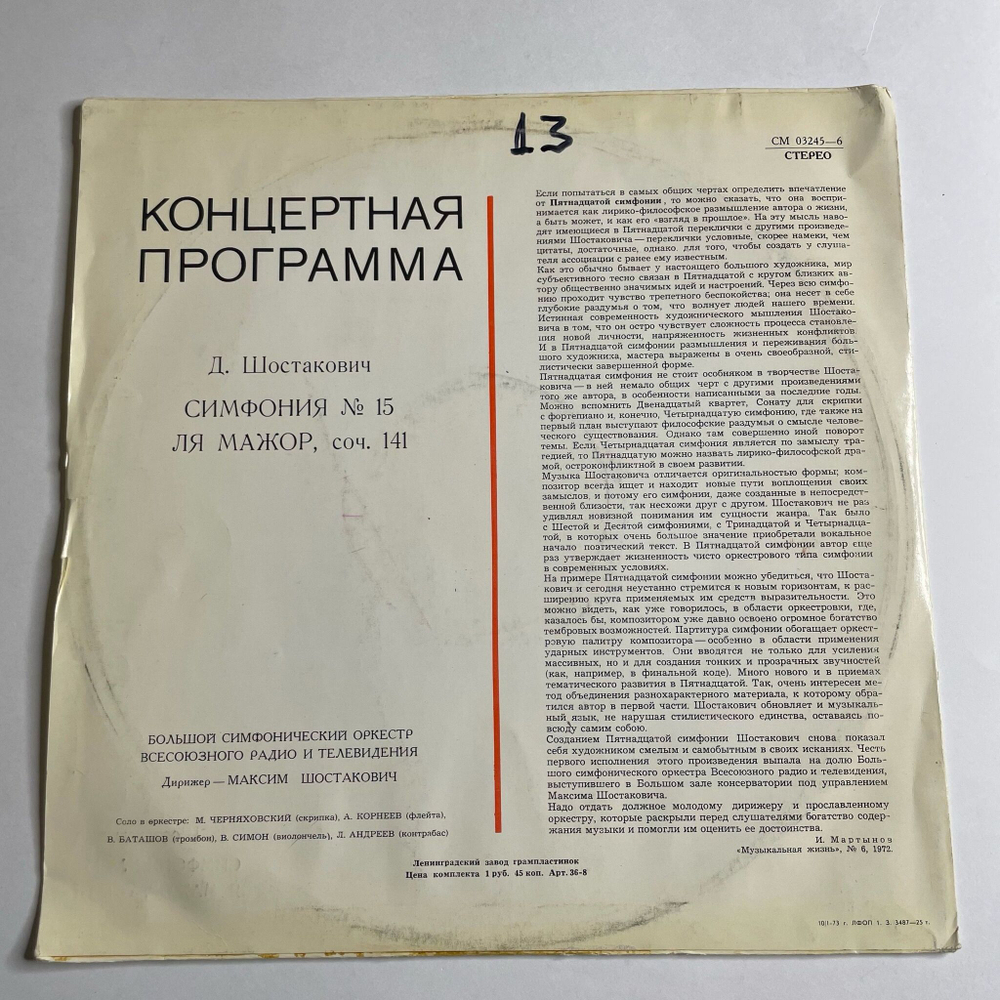 13
СМ 03245—6
СТЕРЕО
КОНЦЕРТНАЯ
ПРОГРАММА
Д. Шостакович
СИМФОНИЯ № 15
ЛЯ МАЖОР, соч. 141
БОЛЬШОЙ СИМФОНИЧЕСКИЙ ОРКЕСТР
ВСЕСОЮЗНОГО РАДИО И ТЕЛЕВИДЕНИЯ
Дирижер — МАКСИМ ШОСТАКОВИЧ
Соло в оркестре: М. ЧЕРНЯХОВСКИЙ (скрипка), А. КОРНЕЕВ (флейта),
В. БАТАШОВ (тромбон), В. СИМОН (виолончель), Л. АНДРЕЕВ (контрабас)
Если попытаться в самых общих чертах определить впечатление
от Пятнадцатой симфонии, то можно сказать, что она воспри-
нимается как лирико-философское размышление автора о жизни,
а быть может, и как его «взгляд в прошлое». На эту мысль наво-
дят имеющиеся в Пятнадцатой переклички с другими произведе-
ниями Шостаковича — переклички условные, скорее намеки, чем
цитаты, достаточные, однако, для того, чтобы создать у слуша-
теля ассоциации с ранее ему известным.
Как это обычно бывает у настоящего большого художника, мир
субъективного тесно связан в Пятнадцатой с кругом близких ав-
тору общественно значимых идей и настроений. Через всю симфо-
нию проходит чувство трепетного беспокойства; она несет в себе
глубокие раздумья о том, что волнует людей нашего времени.
Истинная современность художнического мышления Шостако-
вича в том, что он остро чувствует сложность процесса становле-
ния новой личности, напряженность жизненных конфликтов.
И в Пятнадцатой симфонии размышления и переживания боль-
шого художника, мастера выражены в очень своеобразной, сти-
листически завершенной форме.
Пятнадцатая симфония не стоит особняком в творчестве Шоста-
ковича — в ней немало общих черт с другими произведениями
того же автора, в особенности написанными за последние годы.
Можно вспомнить Двенадцатый квартет, Сонату для скрипки
с фортепиано и, конечно, Четырнадцатую симфонию, где также на
первый план выступают философские раздумья о смысле челове-
ческого существования. Однако там совершенно иной поворот
темы. Если Четырнадцатая симфония является по замыслу тра-
гедией, то Пятнадцатую можно назвать лирико-философской дра-
мой, остроконфликтной в своем развитии.
Музыка Шостаковича отличается оригинальностью формы; ком-
позитор всегда ищет и находит новые пути воплощения своих
замыслов, и потому его симфонии, даже созданные в непосредст-
венной близости, так несхожи друг с другом. Шостакович не раз
удивлял новизной понимания им сущности жанра. Так было
с Шестой и Десятой симфониями, с Тринадцатой и Четырнадца-
той, в которых очень большое значение приобретали вокальное
начало поэтический текст. В Пятнадцатой симфонии автор еще
раз утверждает жизненность чисто оркестрового типа симфонии
в современных условиях.
На примере Пятнадцатой симфонии можно убедиться, что Шоста-
кович и сегодня неустанно стремится к новым горизонтам, к рас-
ширению круга применяемых им средств выразительности. Это
можно видеть, как уже говорилось, в области оркестровки, где,
казалось бы, композитором уже давно освоено огромное богатство
тембровых возможностей. Партитура симфонии обогащает оркест-
ровую палитру композитора — особенно в области применения
ударных инструментов. Они вводятся не только для усиления
массивных, но и для создания тонких и прозрачных звучностей
(как, например, в финальной коде). Много нового и в приемах
тематического развития в Пятнадцатой. Так, очень интересен ме-
тод объединения разнохарактерного материала, к которому обра-
тился автор в первой части. Шостакович обновляет и музыкаль-
ный язык, не нарушая стилистического единства, оставаясь по-
всюду самим собою.
Созданием Пятнадцатой симфонии Шостакович снова показал
себя художником смелым и самобытным в своих исканиях. Честь
первого исполнения этого произведения выпала на долю Боль-
шого симфонического оркестра Всесоюзного радио и телевидения,
выступившего в Большом зале консерватории под управлением
Максима Шостаковича.
Надо отдать должное молодому дирижеру и прославленному
оркестру, которые раскрыли перед слушателями богатство содер-
жания музыки и помогли им оценить ее достоинства.
И. Мартынов
«Музыкальная жизнь», № 6, 1972.
Ленинградский завод грампластинок
Цена комплекта 1 руб. 45 коп. Арт. 36-8
ЛФОП 1. З. 3487—25 т.